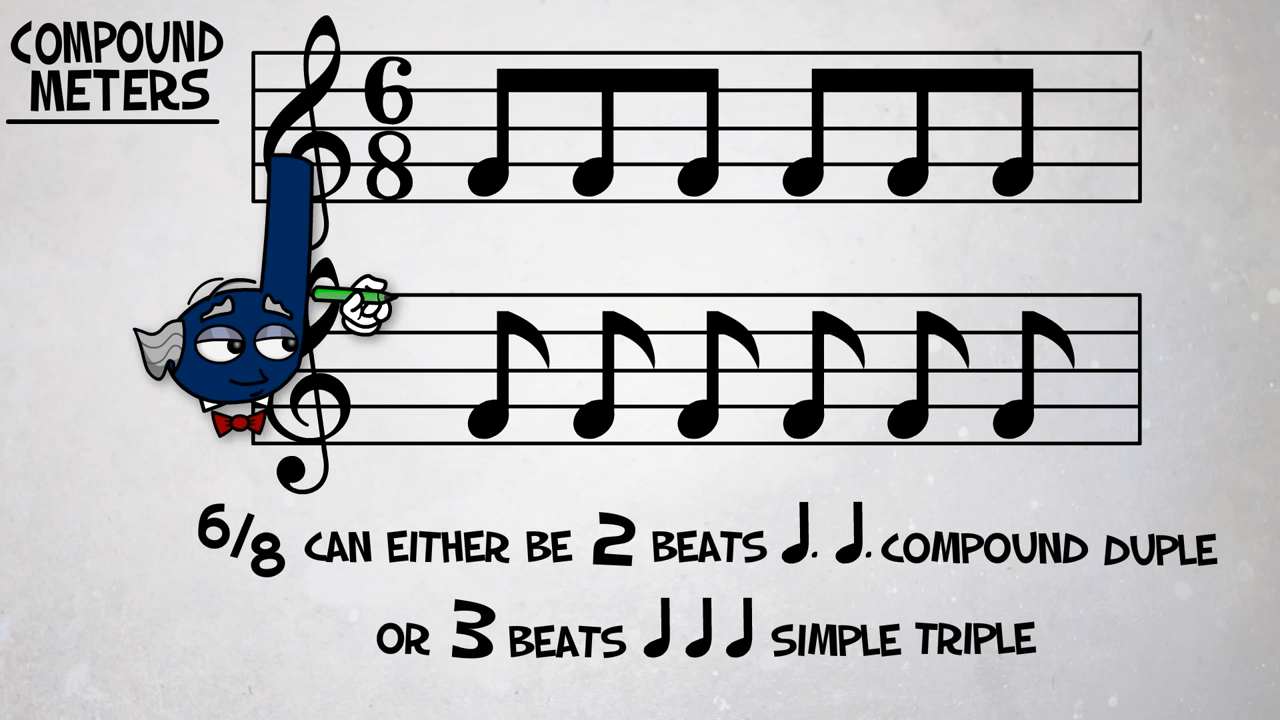 COMPOUND
METERS
6
8
6/8 CAN EITHER BE 2 BEATS ♩. ♩. COMPOUND DUPLE
OR 3 BEATS ♩♩♩ SIMPLE TRIPLE